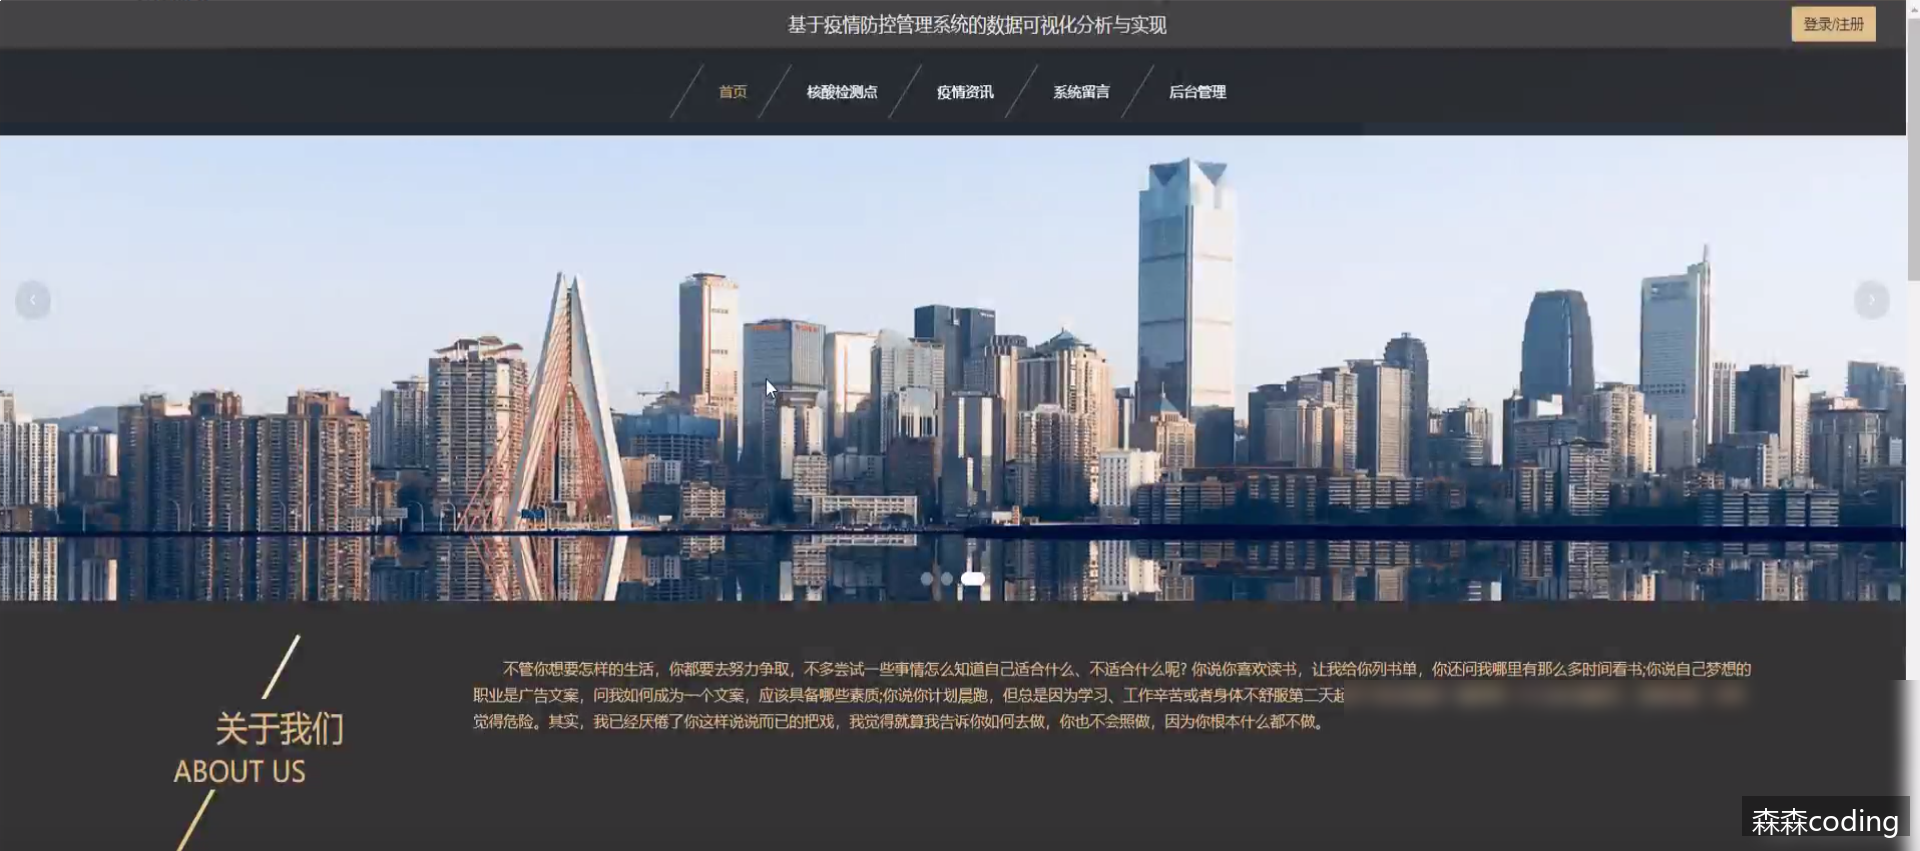 基于疫情防控管理系统的数据可视化分析与实现
登录/注册
首页
核酸检测点
疫情资讯
系统留言
后台管理
不管你想要怎样的生活，你都要去努力争取，不多尝试一些事情怎么知道自己适合什么、不适合什么呢? 你说你喜欢读书，让我给你列书单，你还问我哪里有那么多时间看书;你说自己梦想的
职业是广告文案，问我如何成为一个文案，应该具备哪些素质;你说你计划晨跑，但总是因为学习、工作辛苦或者身体不舒服第二天起
觉得危险。其实，我已经厌倦了你这样说说而已的把戏，我觉得就算我告诉你如何去做，你也不会照做，因为你根本什么都不做。
关于我们
ABOUT US
森森coding